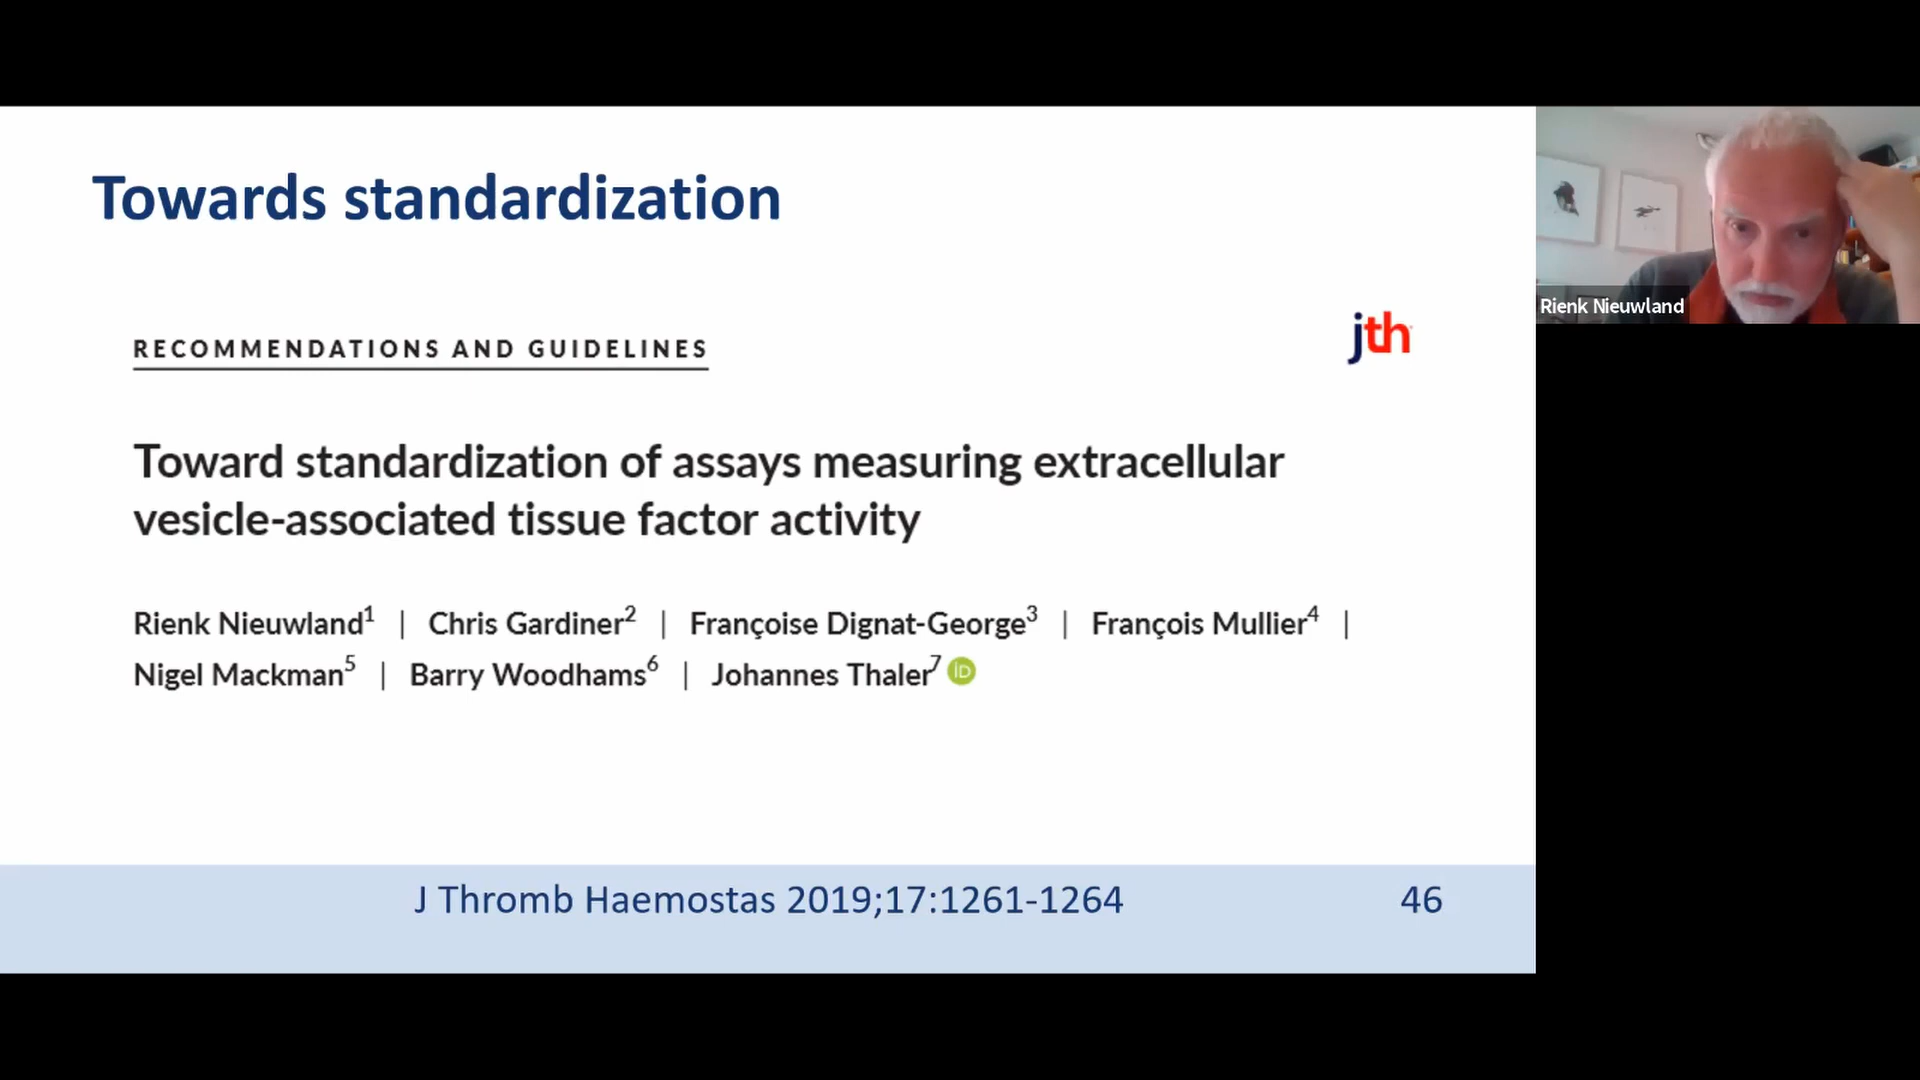 Towards standardization
RECOMMENDATIONS AND GUIDELINES
jth
Toward standardization of assays measuring extracellular
vesicle-associated tissue factor activity
Rienk Nieuwland1 | Chris Gardiner2 | Françoise Dignat-George3 | François Mullier4 |
Nigel Mackman5 | Barry Woodhams6 | Johannes Thaler7 iD
J Thromb Haemostas 2019;17:1261-1264
46
Rienk Nieuwland